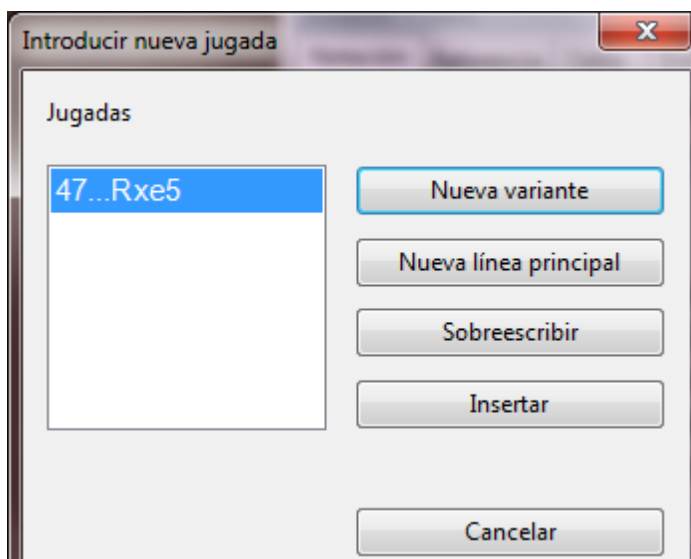 Introducir nueva jugada
Jugadas
47...Rxe5
Nueva variante
Nueva línea principal
Sobreescribir
Insertar
Cancelar